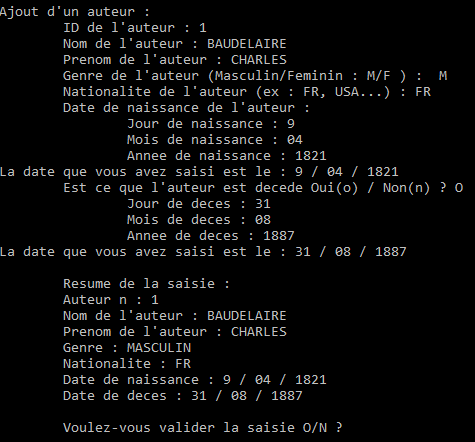 Ajout d'un auteur :
ID de l'auteur : 1
Nom de l'auteur : BAUDELAIRE
Prenom de l'auteur : CHARLES
Genre de l'auteur (Masculin/Feminin : M/F ) :  M
Nationalite de l'auteur (ex : FR, USA...) : FR
Date de naissance de l'auteur :
Jour de naissance : 9
Mois de naissance : 04
Annee de naissance : 1821
La date que vous avez saisi est le : 9 / 04 / 1821
Est ce que l'auteur est decede Oui(o) / Non(n) ? O
Jour de deces : 31
Mois de deces : 08
Annee de deces : 1887
La date que vous avez saisi est le : 31 / 08 / 1887
Resume de la saisie :
Auteur n : 1
Nom de l'auteur : BAUDELAIRE
Prenom de l'auteur : CHARLES
Genre : MASCULIN
Nationalite : FR
Date de naissance : 9 / 04 / 1821
Date de deces : 31 / 08 / 1887
Voulez-vous valider la saisie O/N ?